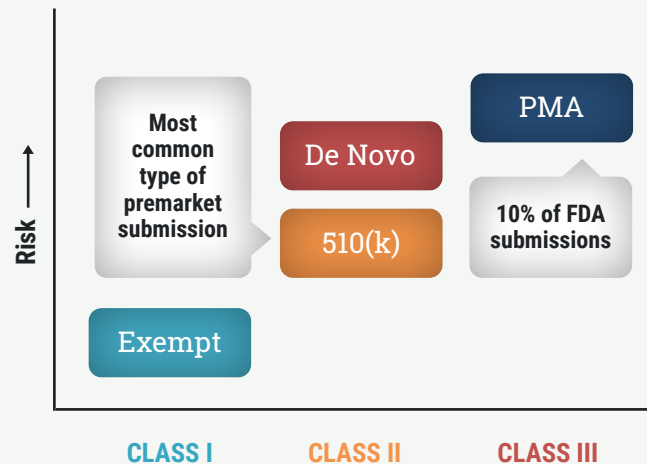 Risk
Most
common
type of
premarket
submission
Exempt
De Novo
510(k)
PMA
10% of FDA
submissions
CLASS I
CLASS II
CLASS III